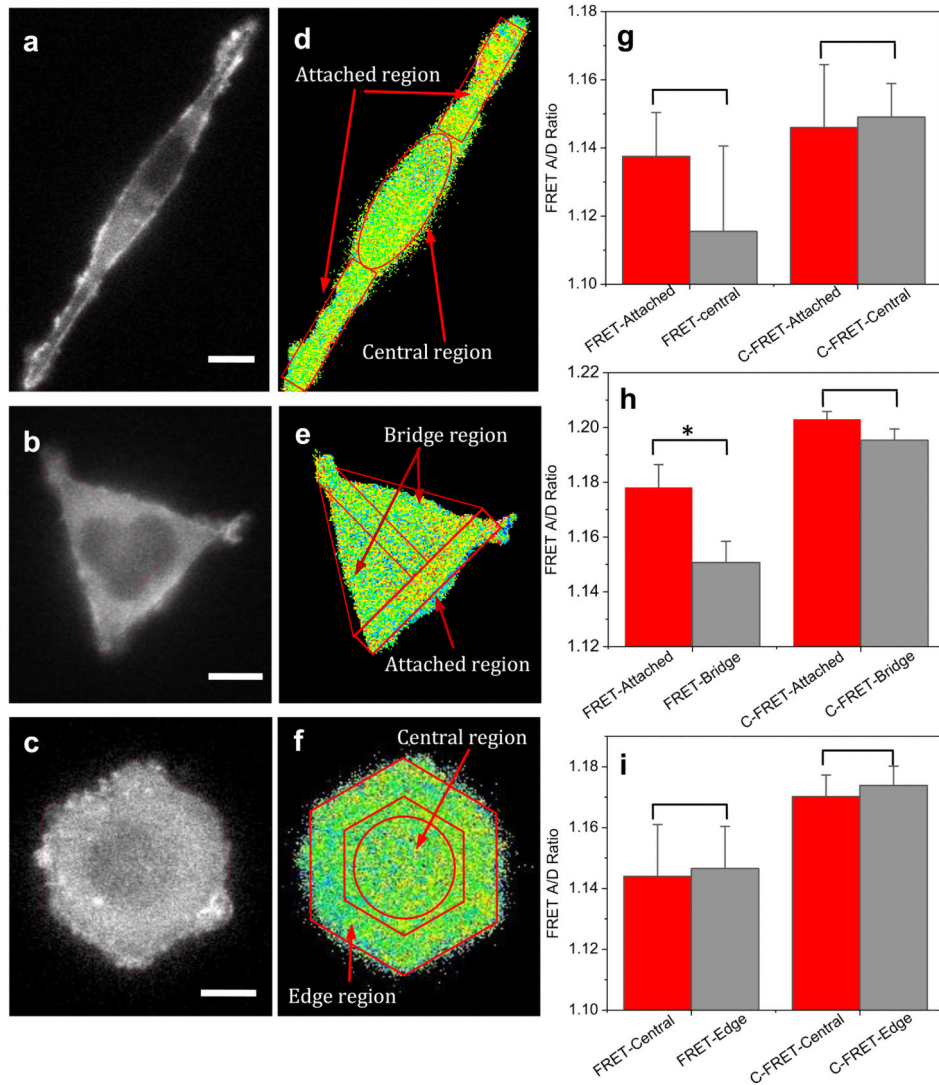 a
d
Attached region
Central region
g
1.18
1.16
1.14
1.12
1.10
FRET A/D Ratio
FRET-Attached
FRET-central
C-FRET-Attached
C-FRET-Central
b
e
Bridge region
Attached region
h
1.22
1.20
1.18
1.16
1.14
1.12
FRET A/D Ratio
*
FRET-Attached
FRET-Bridge
C-FRET-Attached
C-FRET-Bridge
c
f
Central region
Edge region
i
1.18
1.16
1.14
1.12
1.10
FRET A/D Ratio
FRET-Central
FRET-Edge
C-FRET-Central
C-FRET-Edge